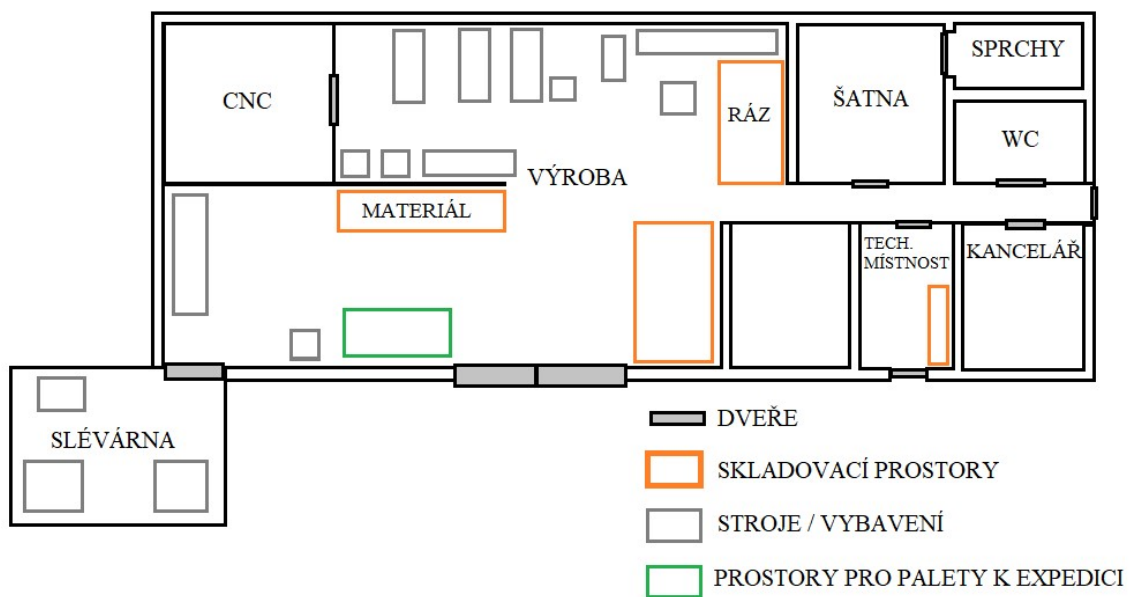 SPRCHY
CNC
ŠATNA
RÁZ
WC
VÝROBA
MATERIÁL
TECH.
MÍSTNOST
KANCELÁŘ
SLÉVÁRNA
DVEŘE
SKLADOVACÍ PROSTORY
STROJE / VYBAVENÍ
PROSTORY PRO PALETY K EXPEDICI